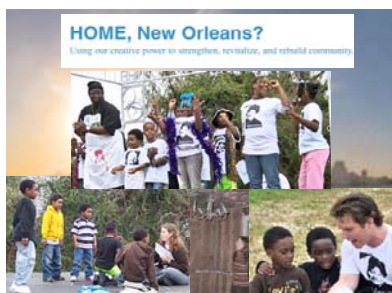 HOME, New Orleans?
Using our creative power to strengthen, revitalize, and rebuild community.